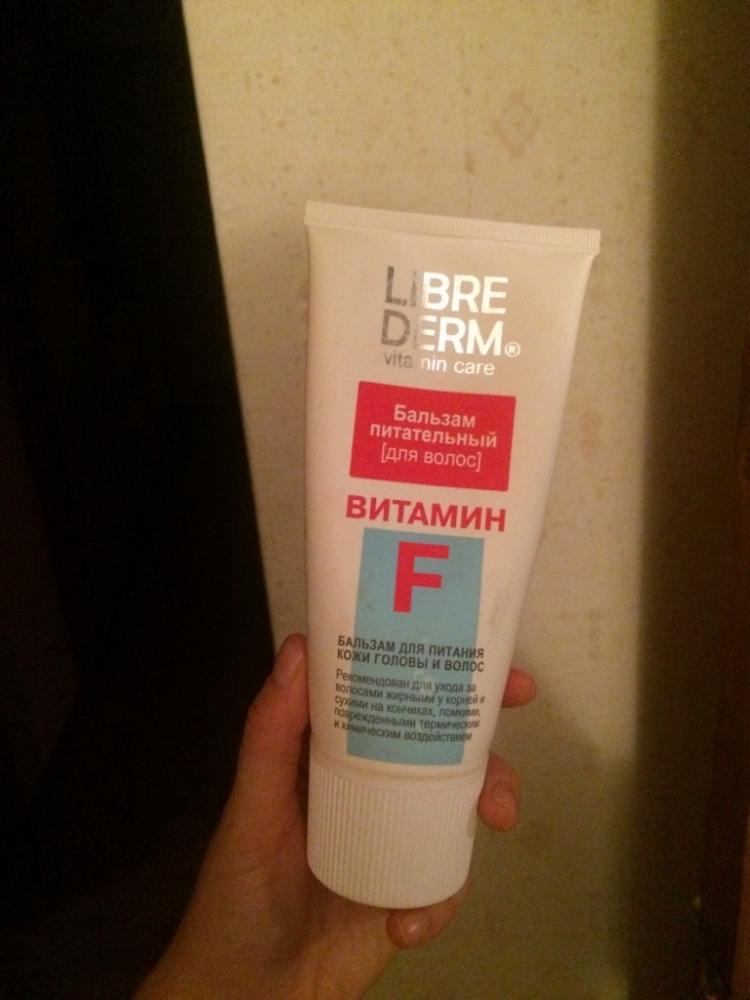 LIBRE
DERM®
vitamin care
Бальзам
питательный
[для волос]
ВИТАМИН
F
БАЛЬЗАМ ДЛЯ ПИТАНИЯ
КОЖИ ГОЛОВЫ И ВОЛОС
Рекомендован для ухода за
волосами жирными у корней и
сухими на кончиках, ломкими,
поврежденными термическим
и химическим воздействием